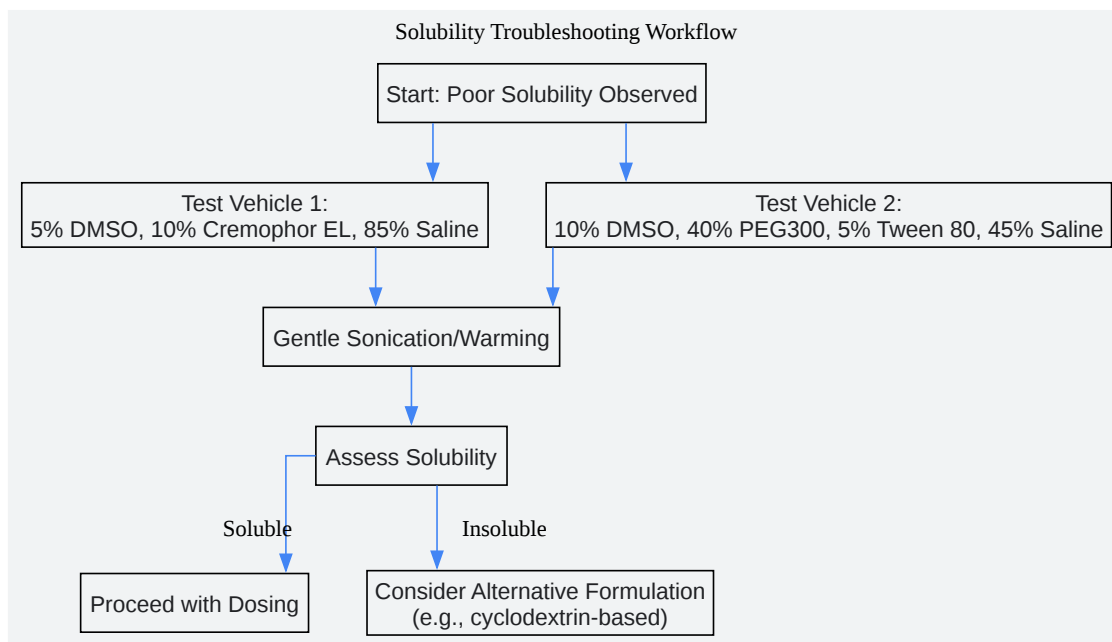 Solubility Troubleshooting Workflow
Start: Poor Solubility Observed
Test Vehicle 1:
5% DMSO, 10% Cremophor EL, 85% Saline
Test Vehicle 2:
10% DMSO, 40% PEG300, 5% Tween 80, 45% Saline
Gentle Sonication/Warming
Assess Solubility
Soluble
Insoluble
Proceed with Dosing
Consider Alternative Formulation
(e.g., cyclodextrin-based)